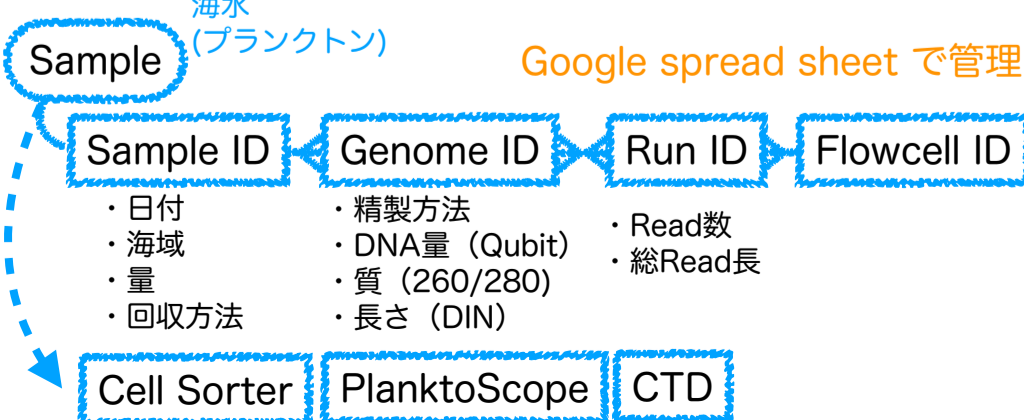 海水
(プランクトン)
Sample
Google spread sheet で管理
Sample ID
Genome ID
Run ID
Flowcell ID
・日付
・海域
・量
・回収方法
・精製方法
・DNA量（Qubit）
・質（260/280)
・長さ（DIN）
・Read数
・総Read長
Cell Sorter
PlanktoScope
CTD